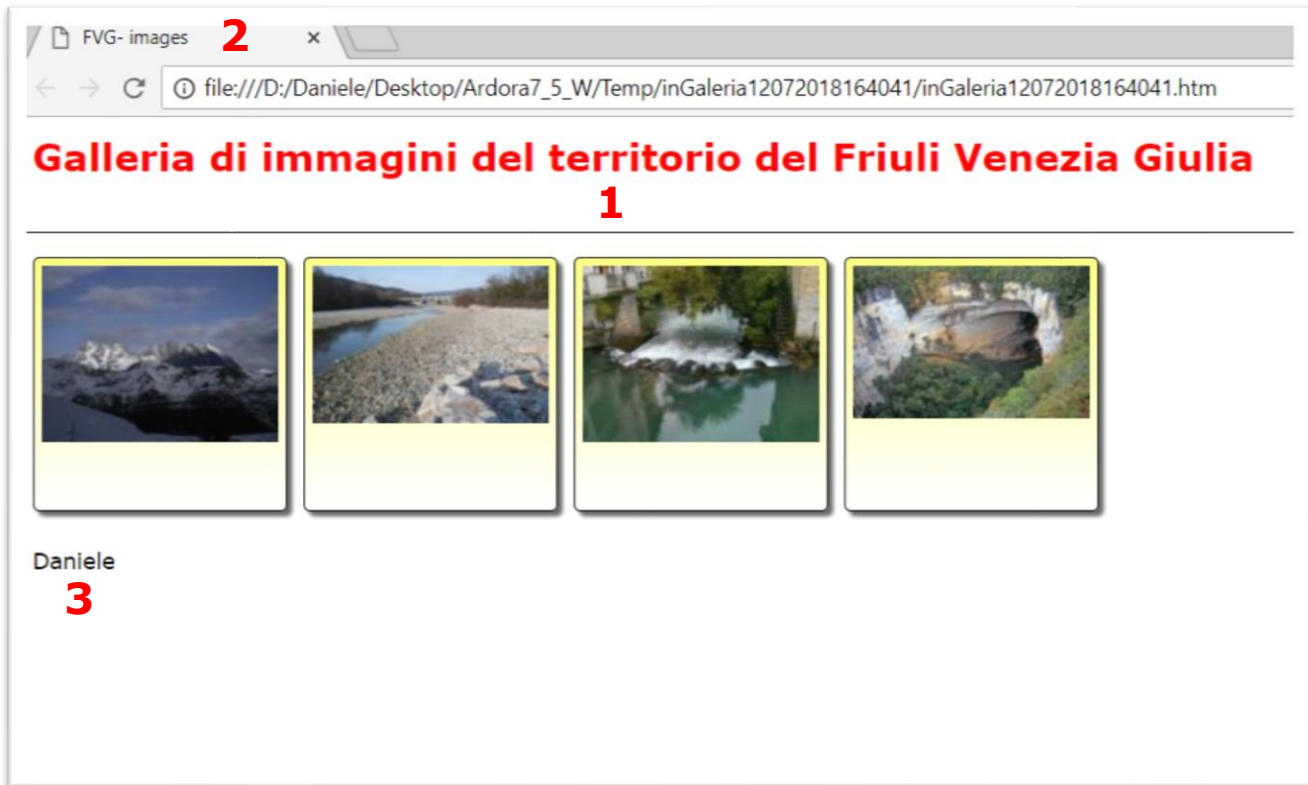 FVG- images 2
file:///D:/Daniele/Desktop/Ardora7_5_W/Temp/inGaleria12072018164041/inGaleria12072018164041.htm
Galleria di immagini del territorio del Friuli Venezia Giulia
1
Daniele
3